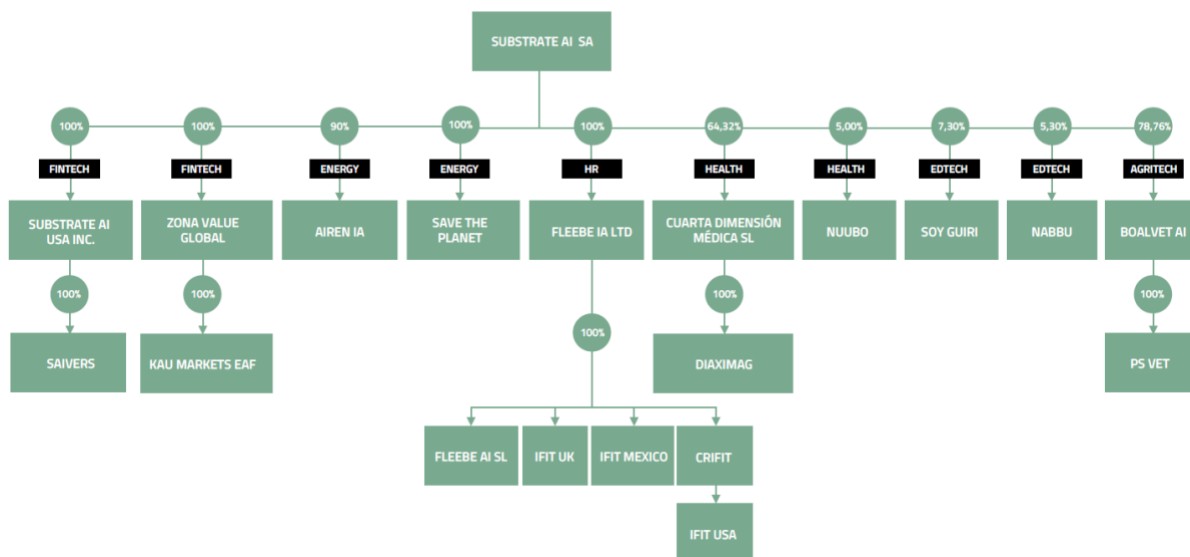 SUBSTRATE AI SA
100%
100%
90%
100%
100%
64,32%
5,00%
7,30%
5,30%
78,76%
FINTECH
FINTECH
ENERGY
ENERGY
HR
HEALTH
HEALTH
EDTECH
EDTECH
AGRITECH
SUBSTRATE AI
USA INC.
ZONA VALUE
GLOBAL
AIREN IA
SAVE THE
PLANET
FLEEBE IA LTD
CUARTA DIMENSIÓN
MÉDICA SL
NUUBO
SOY GUIRI
NABBU
BOALVET AI
100%
100%
100%
100%
100%
SAIVERS
KAU MARKETS EAF
DIAXIMAG
PS VET
FLEEBE AI SL
IFIT UK
IFIT MEXICO
CRIFIT
IFIT USA